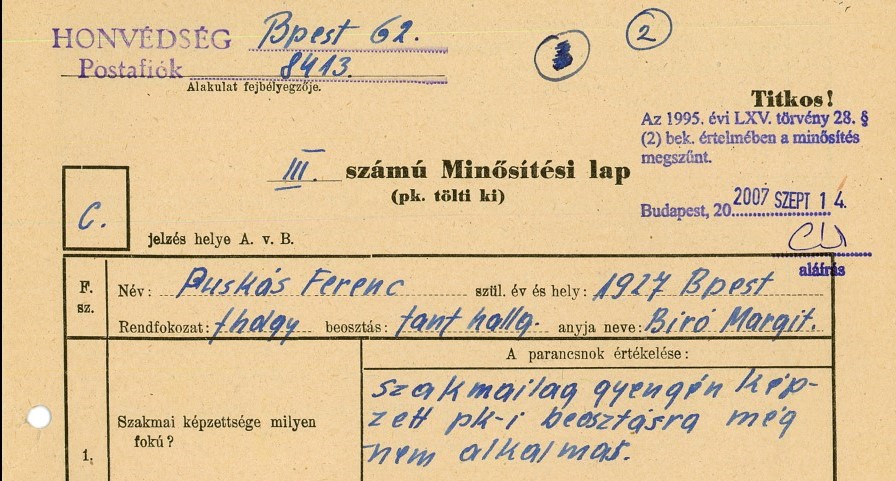 HONVÉDSÉG Bpest 62.
Postafiók 8413.
Alakulat fejbélyegzője.
2
Titkos!
Az 1995. évi LXV. törvény 28. §
(2) bek. értelmében a minősítés
megszűnt.
III. számú Minősítési lap
(pk. tölti ki)
Budapest, 20 2007 SZEPT 14.
C.
jelzés helye A. v. B.
aláírás
F. sz.
Név: Puskás Ferenc szül. év és hely: 1927 Bpest
Rendfokozat: fhdgy beosztás: tant hallg. anyja neve: Biró Margit.
A parancsnok értékelése:
1.
Szakmai képzettsége milyen
fokú?
szakmailag gyengén kép-
zett pk-i beosztásra még
nem alkalmas.